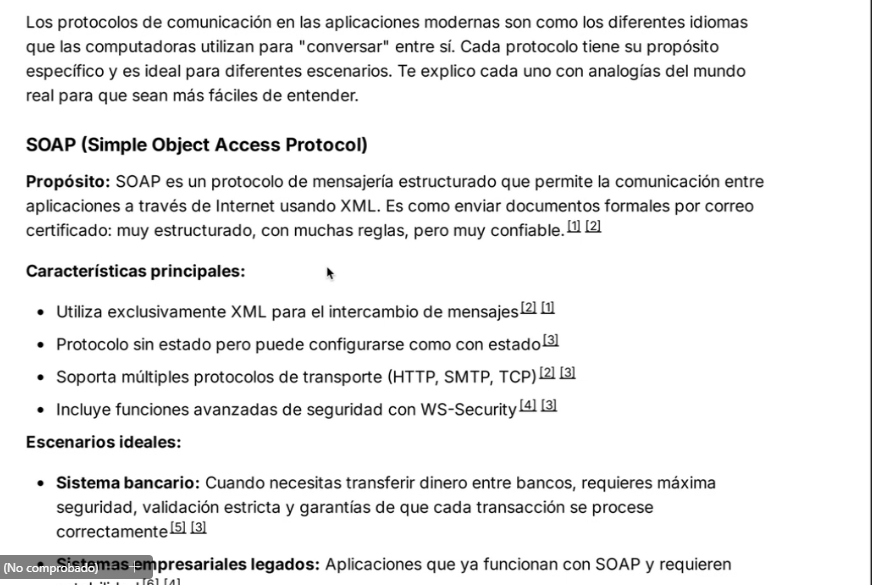 Los protocolos de comunicación en las aplicaciones modernas son como los diferentes idiomas
que las computadoras utilizan para "conversar" entre sí. Cada protocolo tiene su propósito
específico y es ideal para diferentes escenarios. Te explico cada uno con analogías del mundo
real para que sean más fáciles de entender.
SOAP (Simple Object Access Protocol)
Propósito: SOAP es un protocolo de mensajería estructurado que permite la comunicación entre
aplicaciones a través de Internet usando XML. Es como enviar documentos formales por correo
certificado: muy estructurado, con muchas reglas, pero muy confiable. [1] [2]
Características principales:
• Utiliza exclusivamente XML para el intercambio de mensajes [2] [1]
• Protocolo sin estado pero puede configurarse como con estado [3]
• Soporta múltiples protocolos de transporte (HTTP, SMTP, TCP) [2] [3]
• Incluye funciones avanzadas de seguridad con WS-Security [4] [3]
Escenarios ideales:
• Sistema bancario: Cuando necesitas transferir dinero entre bancos, requieres máxima
seguridad, validación estricta y garantías de que cada transacción se procese
correctamente [5] [3]
• Sistemas empresariales legados: Aplicaciones que ya funcionan con SOAP y requieren
[6] [4]
(No comprobado)